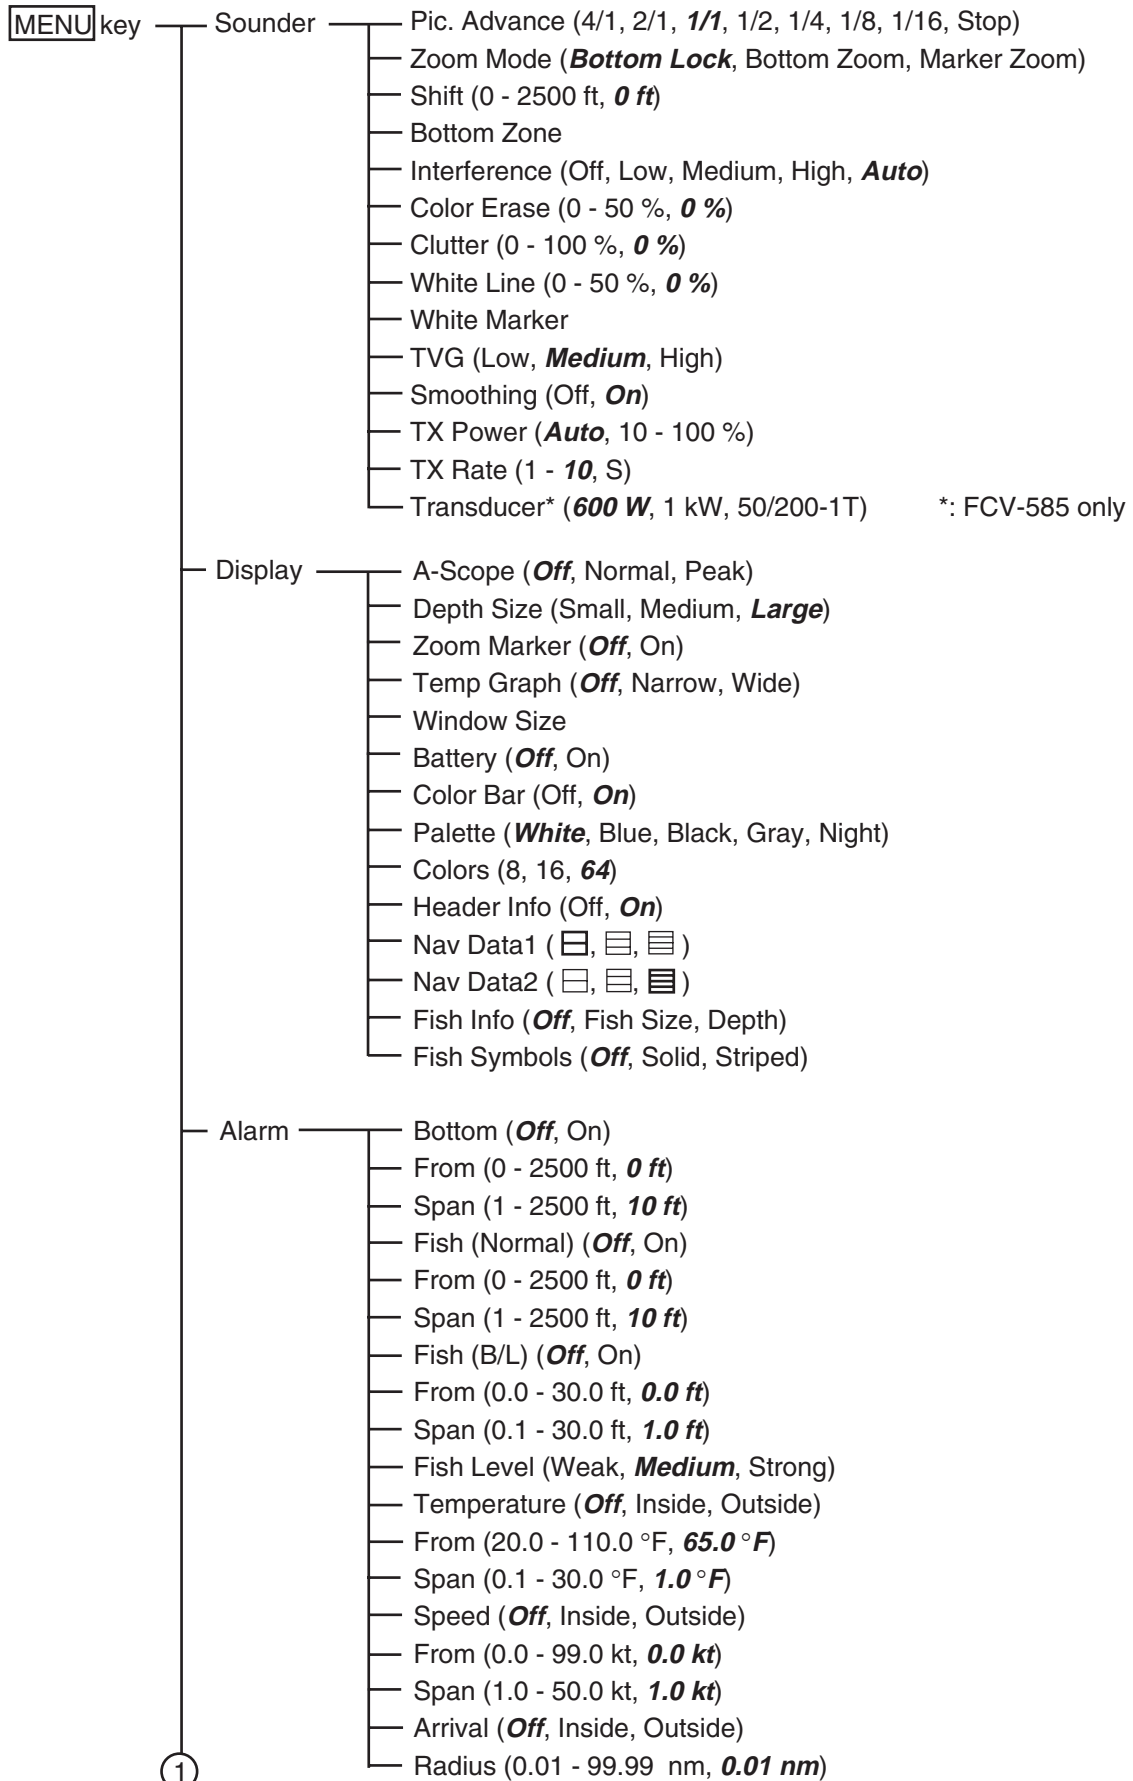 MENU key Sounder Pic. Advance (4/1, 2/1, 1/1, 1/2, 1/4, 1/8, 1/16, Stop)
Zoom Mode (Bottom Lock, Bottom Zoom, Marker Zoom)
Shift (0 - 2500 ft, 0 ft)
Bottom Zone
Interference (Off, Low, Medium, High, Auto)
Color Erase (0 - 50 %, 0 %)
Clutter (0 - 100 %, 0 %)
White Line (0 - 50 %, 0 %)
White Marker
TVG (Low, Medium, High)
Smoothing (Off, On)
TX Power (Auto, 10 - 100 %)
TX Rate (1 - 10, S)
Transducer* (600 W, 1 kW, 50/200-1T) *: FCV-585 only
Display A-Scope (Off, Normal, Peak)
Depth Size (Small, Medium, Large)
Zoom Marker (Off, On)
Temp Graph (Off, Narrow, Wide)
Window Size
Battery (Off, On)
Color Bar (Off, On)
Palette (White, Blue, Black, Gray, Night)
Colors (8, 16, 64)
Header Info (Off, On)
Nav Data1 ( , , )
Nav Data2 ( , , )
Fish Info (Off, Fish Size, Depth)
Fish Symbols (Off, Solid, Striped)
Alarm Bottom (Off, On)
From (0 - 2500 ft, 0 ft)
Span (1 - 2500 ft, 10 ft)
Fish (Normal) (Off, On)
From (0 - 2500 ft, 0 ft)
Span (1 - 2500 ft, 10 ft)
Fish (B/L) (Off, On)
From (0.0 - 30.0 ft, 0.0 ft)
Span (0.1 - 30.0 ft, 1.0 ft)
Fish Level (Weak, Medium, Strong)
Temperature (Off, Inside, Outside)
From (20.0 - 110.0 °F, 65.0 °F)
Span (0.1 - 30.0 °F, 1.0 °F)
Speed (Off, Inside, Outside)
From (0.0 - 99.0 kt, 0.0 kt)
Span (1.0 - 50.0 kt, 1.0 kt)
Arrival (Off, Inside, Outside)
1 Radius (0.01 - 99.99 nm, 0.01 nm)